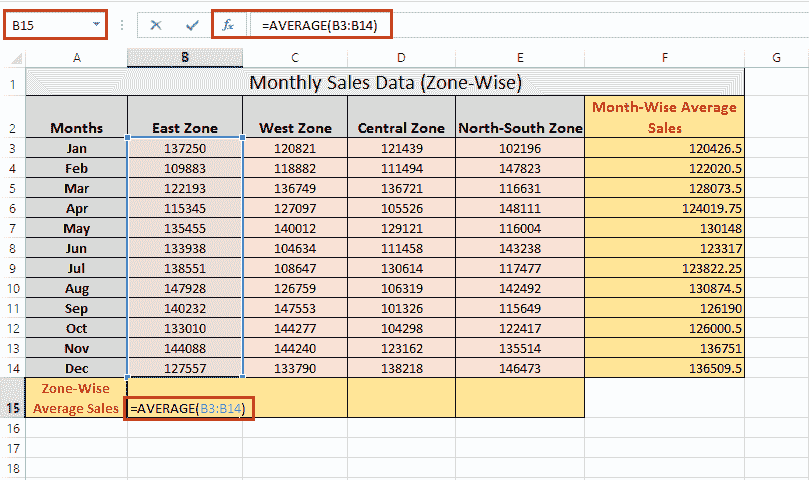 B15 fx =AVERAGE(B3:B14)
A B C D E F G
1 Monthly Sales Data (Zone-Wise)
Month-Wise Average
2 Months East Zone West Zone Central Zone North-South Zone Sales
3 Jan 137250 120821 121439 102196 120426.5
4 Feb 109883 118882 111494 147823 122020.5
5 Mar 122193 136749 136721 116631 128073.5
6 Apr 115345 127097 105526 148111 124019.75
7 May 135455 140012 129121 116004 130148
8 Jun 133938 104634 111458 143238 123317
9 Jul 138551 108647 130614 117477 123822.25
10 Aug 147928 126759 106319 142492 130874.5
11 Sep 140232 147553 101326 115649 126190
12 Oct 133010 144277 104298 122417 126000.5
13 Nov 144088 144240 123162 135514 136751
14 Dec 127557 133790 138218 146473 136509.5
Zone-Wise
15 Average Sales =AVERAGE(B3:B14)
16
17
18